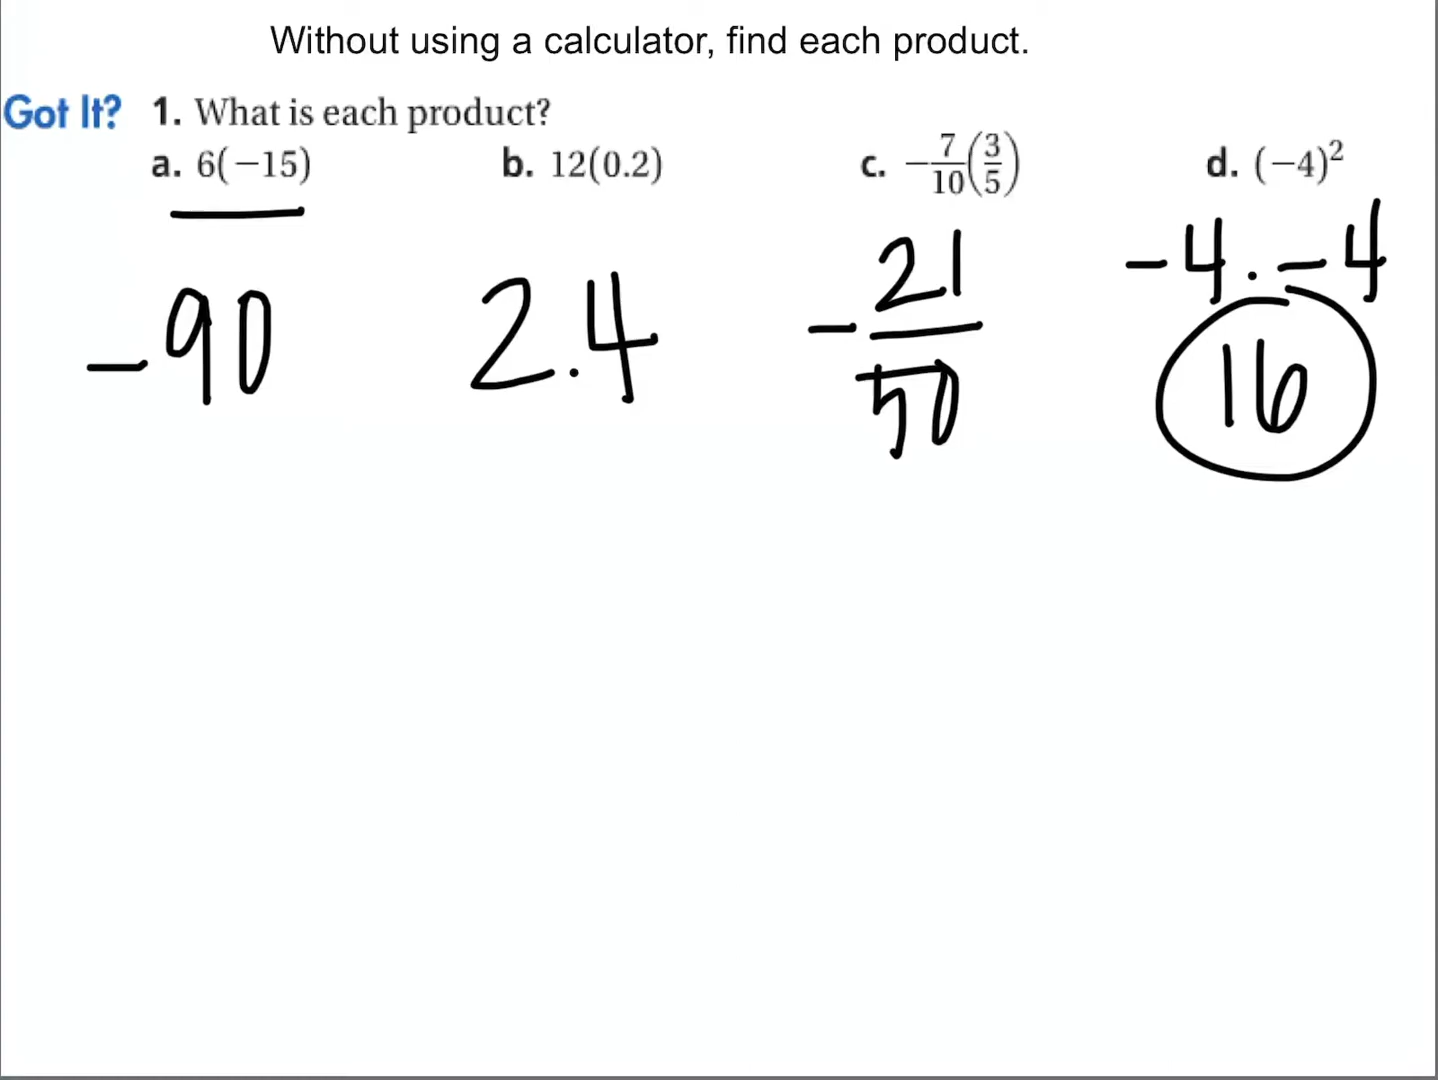 Without using a calculator, find each product.
Got It? 1. What is each product?
a. 6(−15) b. 12(0.2) c. −7/10(3/5) d. (−4)²
-4 · -4
-90 2.4 -21/50 16